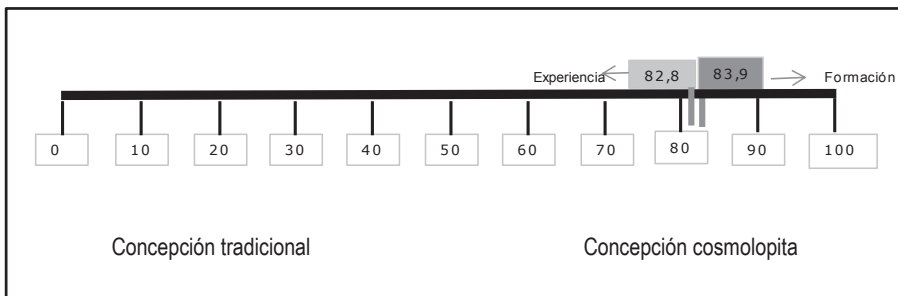 Experiencia 82,8 83,9 Formación
0 10 20 30 40 50 60 70 80 90 100
Concepción tradicional Concepción cosmolopita